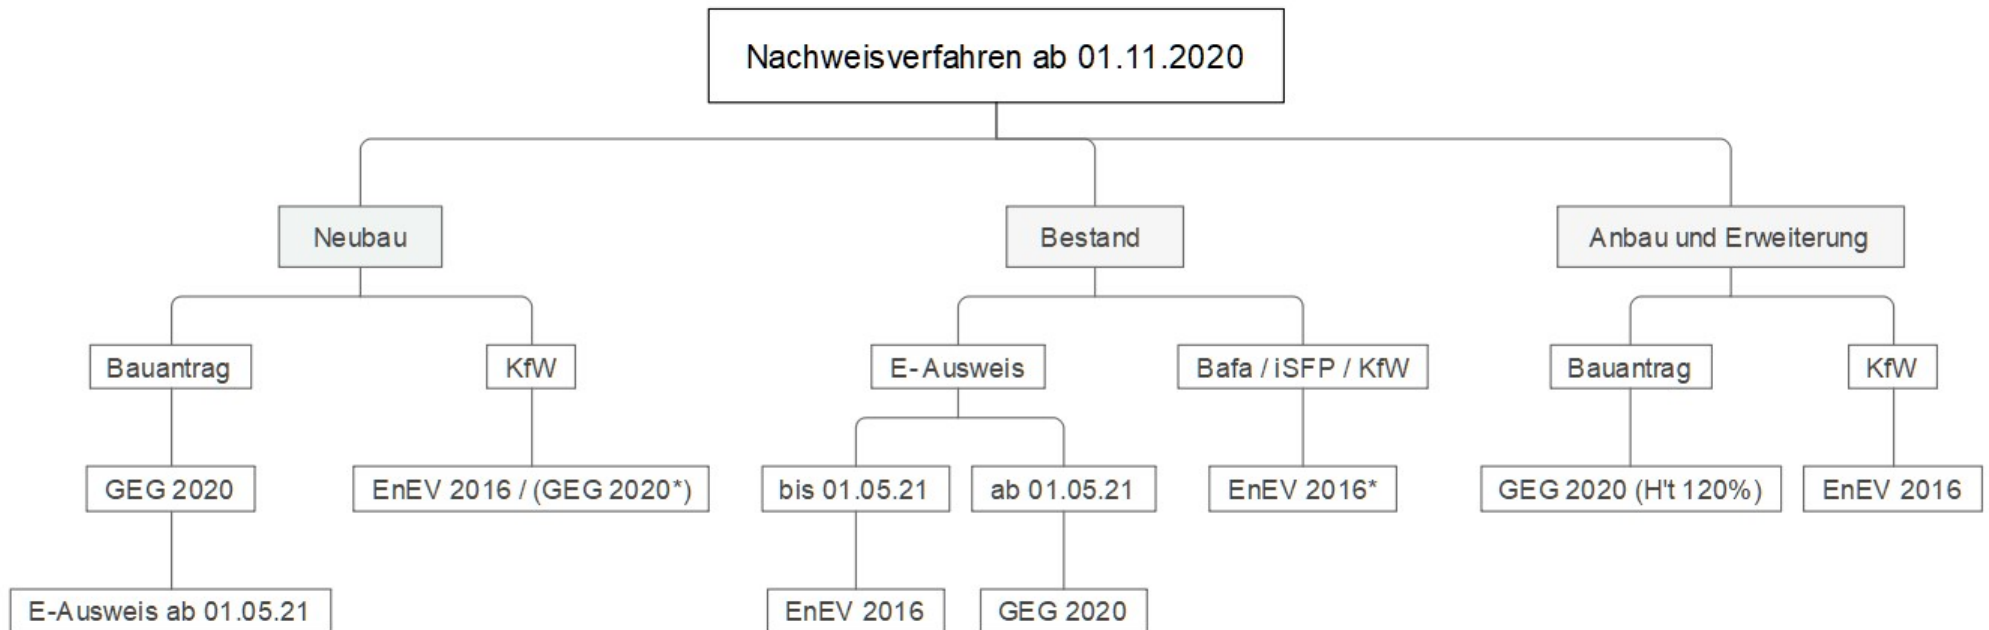 Nachweisverfahren ab 01.11.2020
Neubau
Bestand
Anbau und Erweiterung
Bauantrag
KfW
E-Ausweis
Bafa / iSFP / KfW
Bauantrag
KfW
GEG 2020
EnEV 2016 / (GEG 2020*)
bis 01.05.21
ab 01.05.21
EnEV 2016*
GEG 2020 (H't 120%)
EnEV 2016
E-Ausweis ab 01.05.21
EnEV 2016
GEG 2020